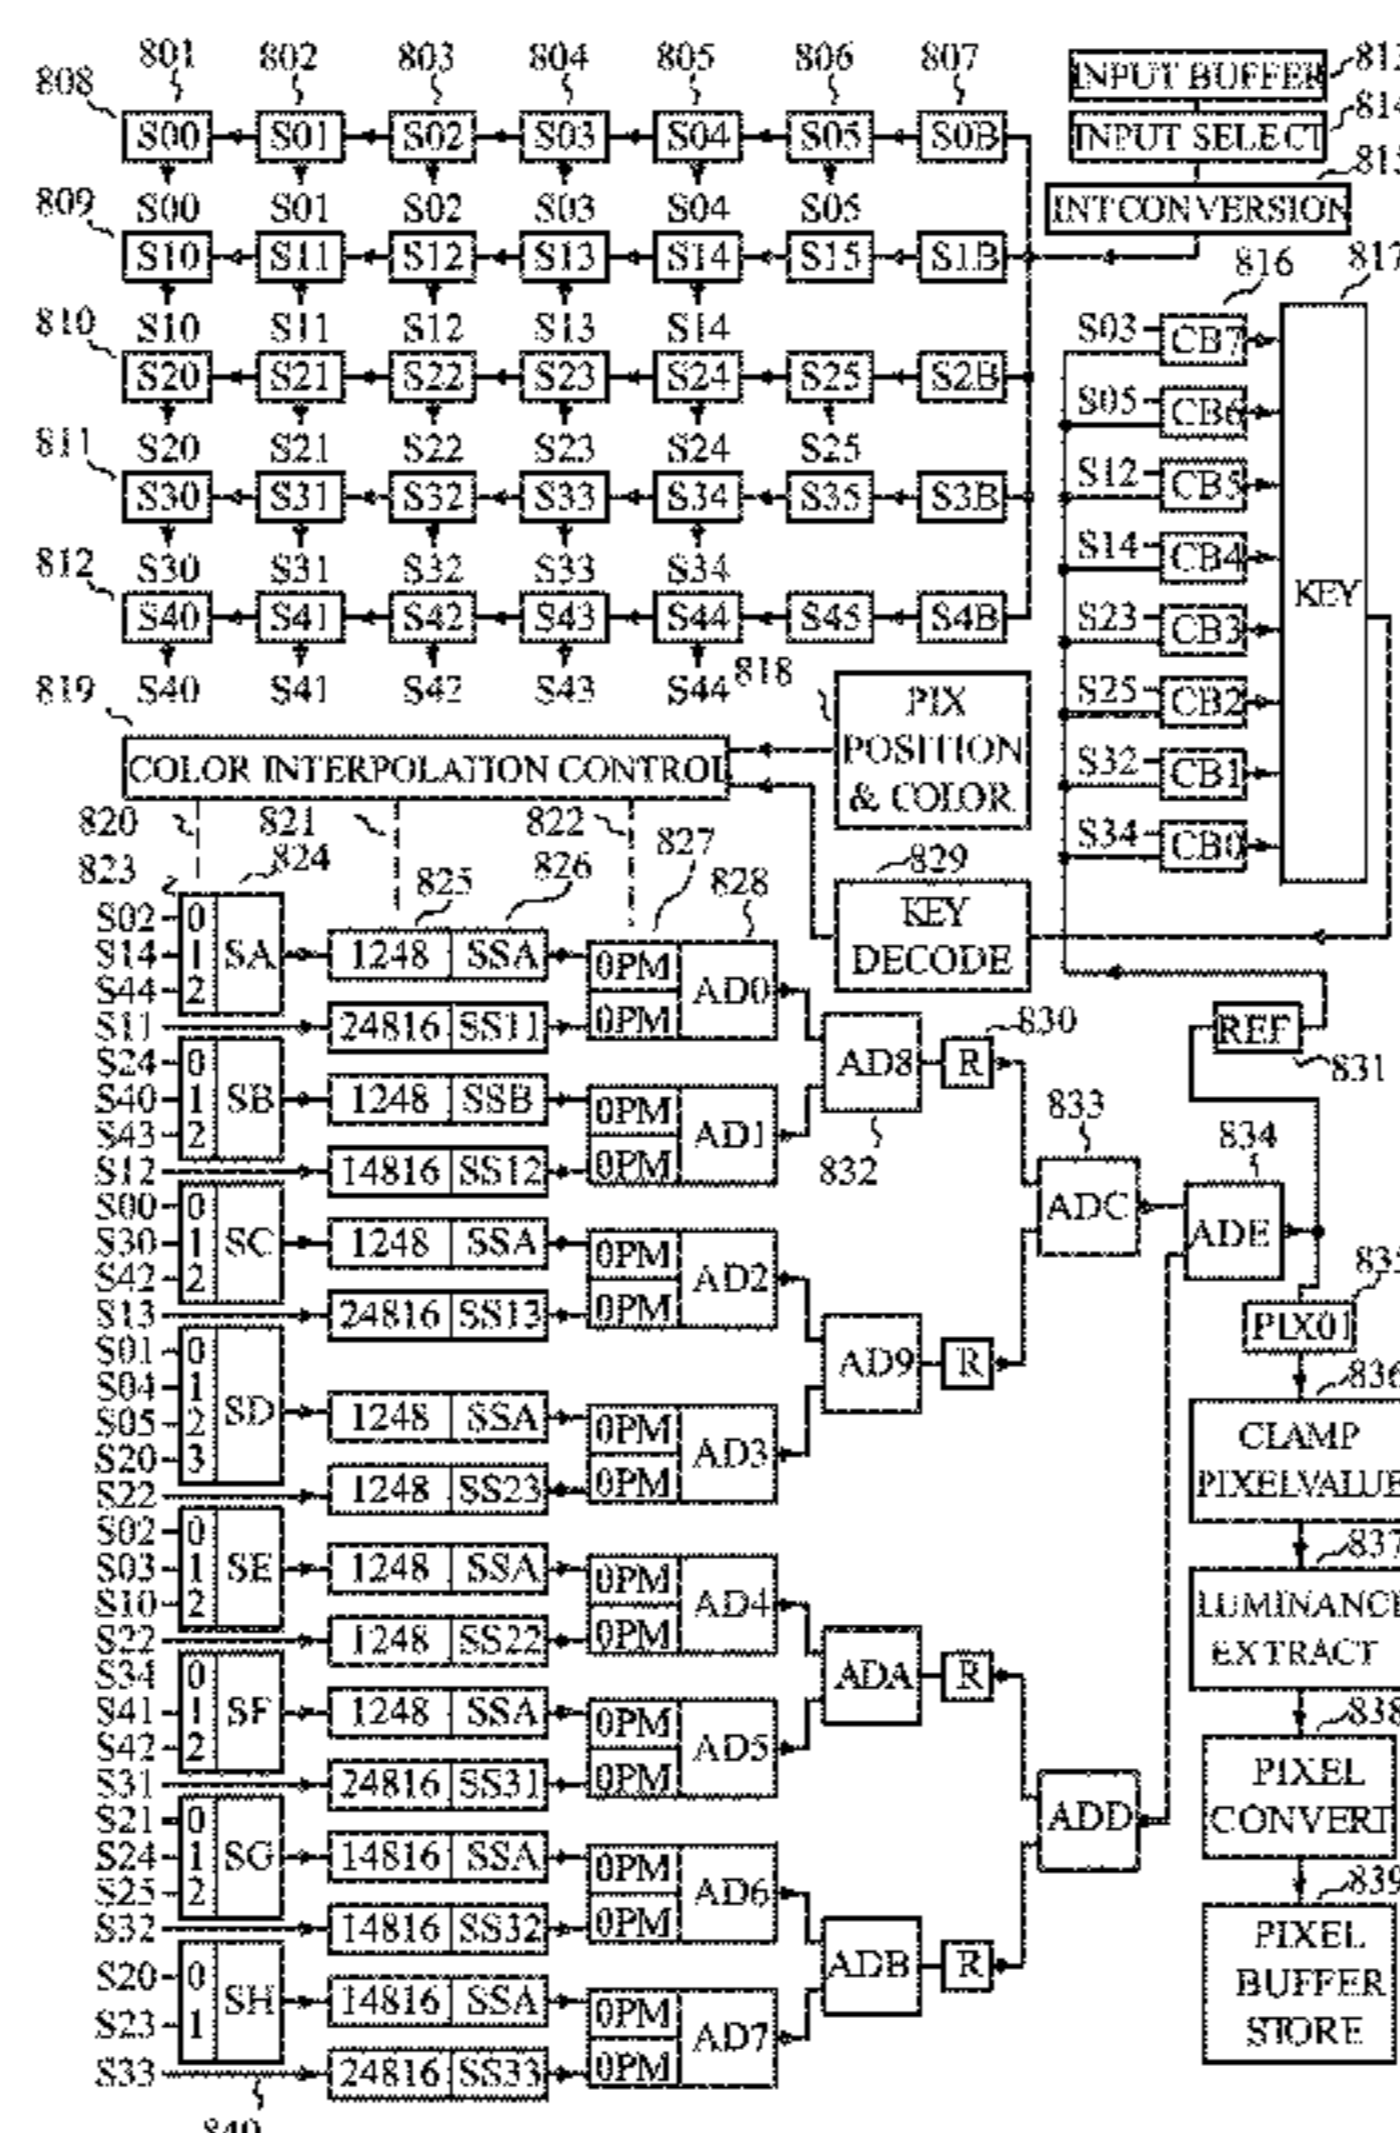 801 802 803 804 805 806 807
808 INPUT BUFFER
S00 S01 S02 S03 S04 S05 S0B INPUT SELECT
809 S00 S01 S02 S03 S04 S05 INT CONVERSION
S10 S11 S12 S13 S14 S15 S1B
816 817
810 S10 S11 S12 S13 S14 S03 CB7
S20 S21 S22 S23 S24 S25 S2B
S05 CB6
811 S20 S21 S22 S23 S24 S25
S30 S31 S32 S33 S34 S35 S3B S12 CB5
812 S30 S31 S32 S33 S34 S14 CB4
KEY
S40 S41 S42 S43 S44 S45 S4B S23 CB3
819 S40 S41 S42 S43 S44 818 S25 CB2
PIX
POSITION
& COLOR
COLOR INTERPOLATION CONTROL S32 CB1
820 821 822 S34 CB0
823 824 825 826 827 828 829
KEY
DECODE
S02 0
S14 1 SA 1248 SSA 0PM AD0
S44 2
S11 24816 SS11 0PM
830 REF 831
S24 0 AD8 R
S40 1 SB 1248 SSB 0PM AD1
S43 2
832 833 834
S12 14816 SS12 0PM
S00 0 ADC ADE
S30 1 SC 1248 SSA 0PM AD2
S42 2
S13 24816 SS13 0PM
PIX01
S01 0 AD9 R
S04 1 836
S05 2 SD 1248 SSA 0PM AD3
S20 3
CLAMP
PIXELVALUE
S22 1248 SS23 0PM
S02 0 837
S03 1 SE 1248 SSA 0PM AD4
S10 2
LUMINANCE
EXTRACT
S22 1248 SS22 0PM
S34 0 ADA R
S41 1 SF 1248 SSA 0PM AD5
S42 2
838
S31 24816 SS31 0PM
PIXEL
CONVERT
S21 0 ADD
S24 1 SG 14816 SSA 0PM AD6
S25 2
839
S32 14816 SS32 0PM
PIXEL
BUFFER
STORE
S20 0 ADB R
SH 14816 SSA 0PM AD7
S23 1
S33 24816 SS33 0PM